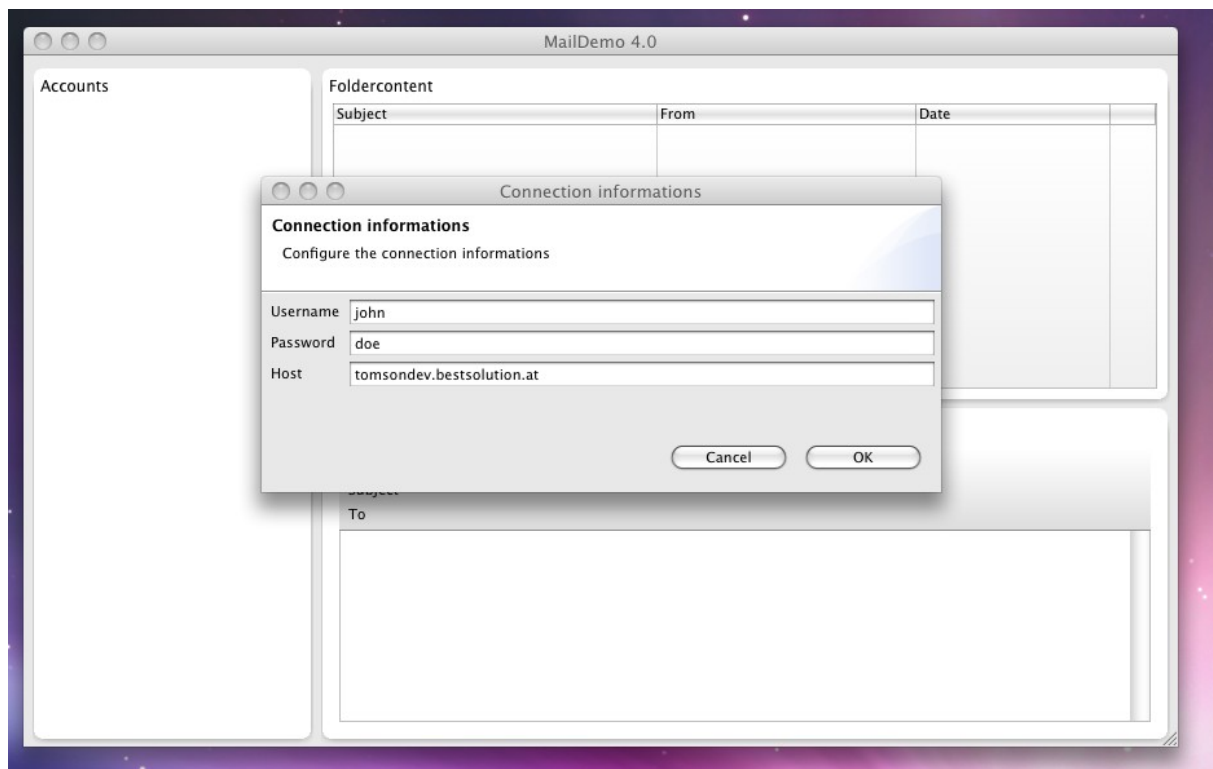 MailDemo 4.0
Accounts
Foldercontent
Subject From Date
Connection informations
Connection informations
Configure the connection informations
Username john
Password doe
Host tomsondev.bestsolution.at
Cancel OK
Subject
To